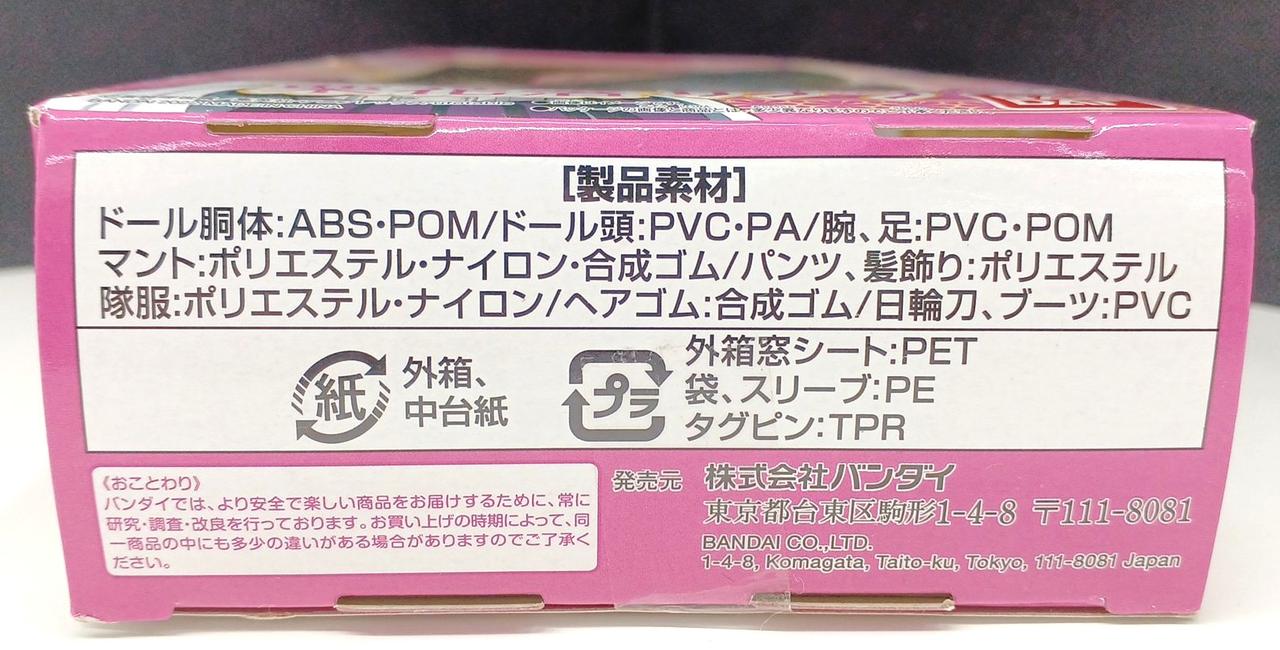 [製品素材]
ドール胴体:ABS・POM/ドール頭:PVC・PA/腕、足:PVC・POM
マント:ポリエステル・ナイロン・合成ゴム/パンツ、髪飾り:ポリエステル
隊服:ポリエステル・ナイロン/ヘアゴム:合成ゴム/日輪刀、ブーツ:PVC
紙
外箱、
中台紙
プラ
外箱窓シート:PET
袋、スリーブ:PE
タグピン:TPR
《おことわり》
バンダイでは、より安全で楽しい商品をお届けするために、常に
研究・調査・改良を行っております。お買い上げの時期によって、同
一商品の中にも多少の違いがある場合がありますのでご了承く
ださい。
発売元 株式会社バンダイ
東京都台東区駒形1-4-8 〒111-8081
BANDAI CO.,LTD.
1-4-8, Komagata, Taito-ku, Tokyo, 111-8081 Japan